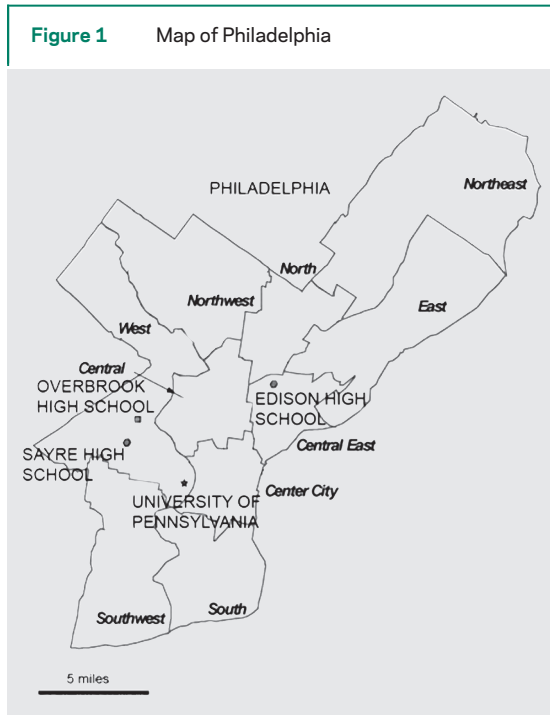 Figure 1 Map of Philadelphia
PHILADELPHIA
Northeast
North
Northwest
East
West
Central
OVERBROOK
HIGH SCHOOL
EDISON HIGH
SCHOOL
Central East
SAYRE HIGH
SCHOOL
Center City
UNIVERSITY OF
PENNSYLVANIA
South
Southwest
5 miles